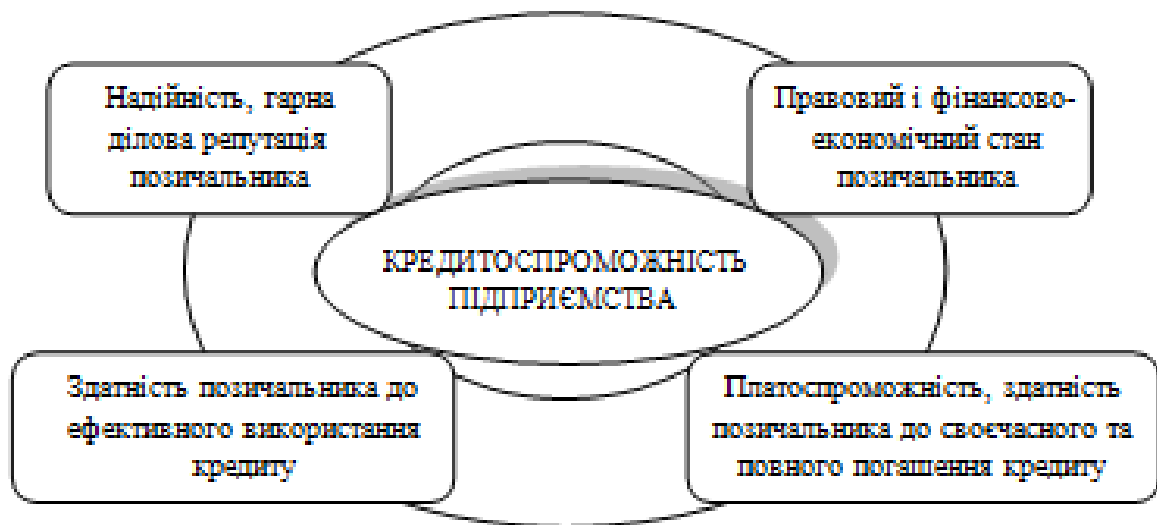 Надійність, гарна
ділова репутація
позичальника
Правовий і фінансово-
економічний стан
позичальника
КРЕДИТОСПРОМОЖНІСТЬ
ПІДПРИЄМСТВА
Здатність позичальника до
ефективного використання
кредиту
Платоспроможність, здатність
позичальника до своєчасного та
повного погашення кредиту